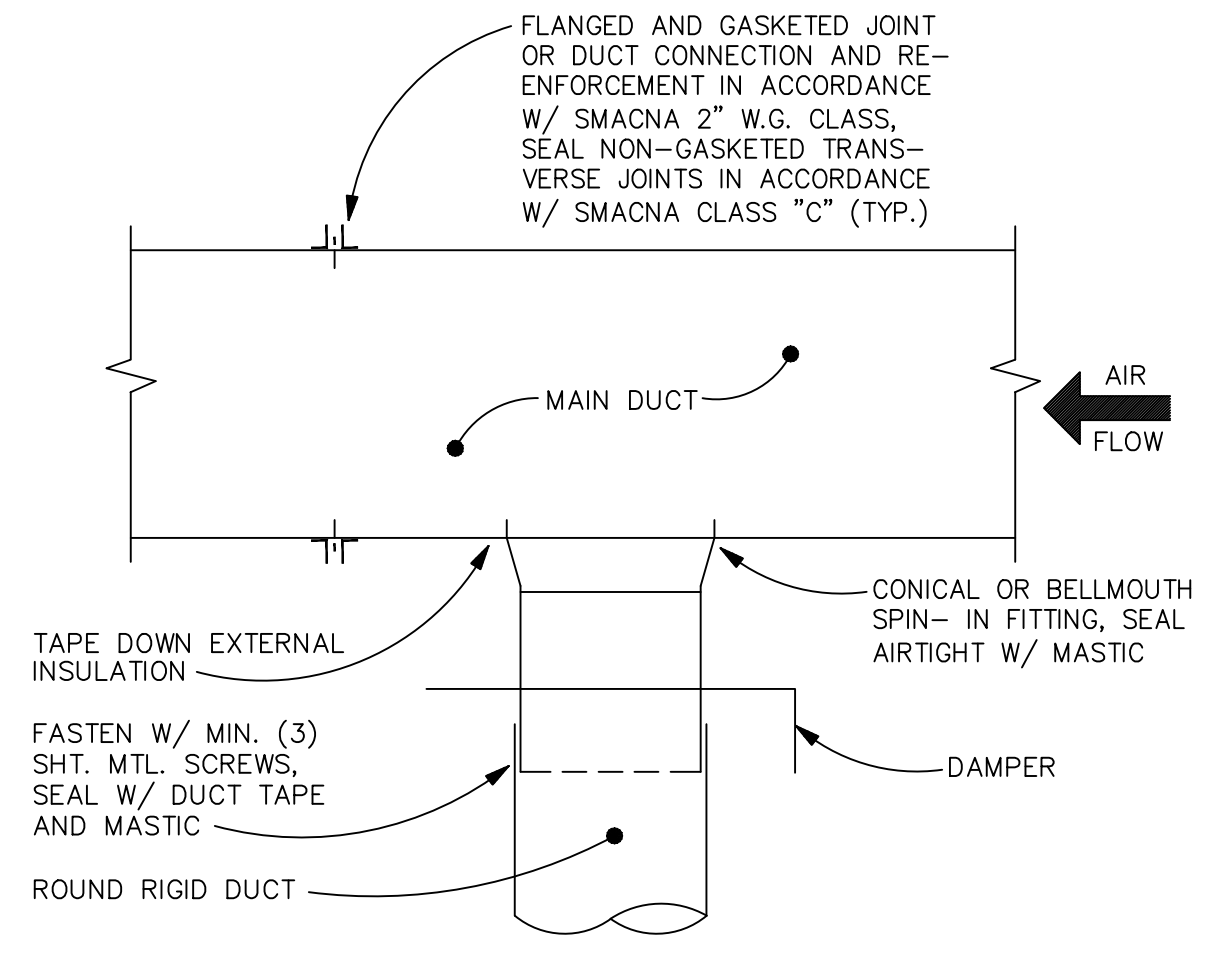 FLANGED AND GASKETED JOINT
OR DUCT CONNECTION AND RE-
ENFORCEMENT IN ACCORDANCE
W/ SMACNA 2" W.G. CLASS,
SEAL NON-GASKETED TRANS-
VERSE JOINTS IN ACCORDANCE
W/ SMACNA CLASS "C" (TYP.)
AIR
FLOW
MAIN DUCT
CONICAL OR BELLMOUTH
SPIN- IN FITTING, SEAL
AIRTIGHT W/ MASTIC
TAPE DOWN EXTERNAL
INSULATION
FASTEN W/ MIN. (3)
SHT. MTL. SCREWS,
SEAL W/ DUCT TAPE
AND MASTIC
DAMPER
ROUND RIGID DUCT